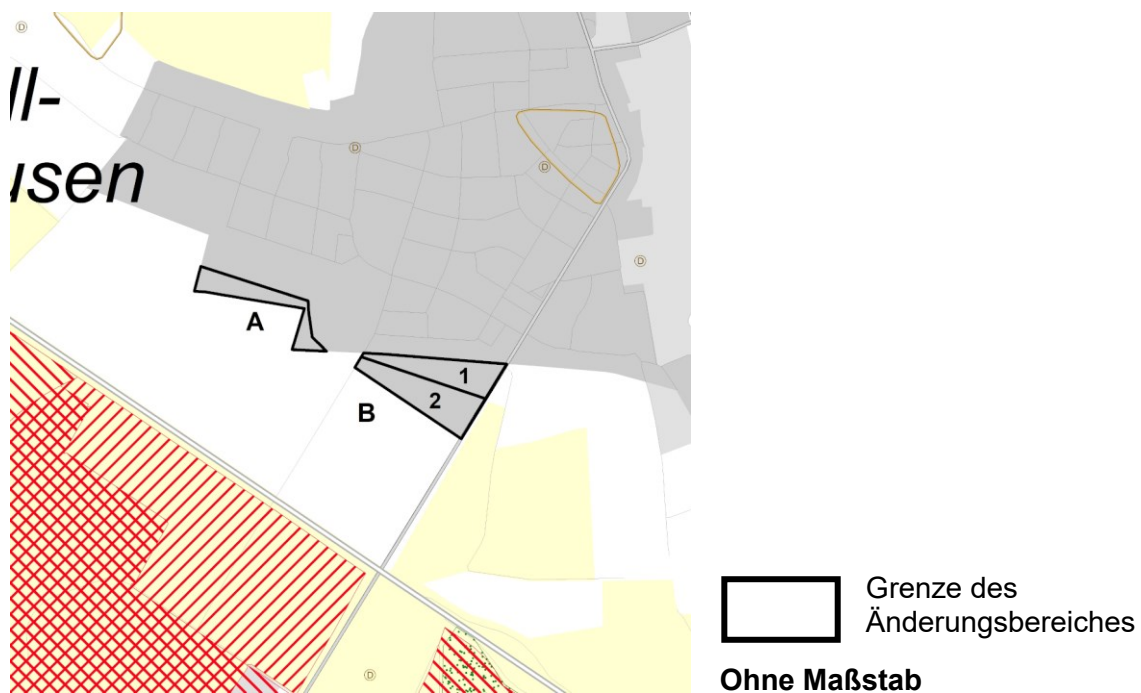 ll-
usen
D
D
D
D
D
A
B
1
2
Grenze des
Änderungsbereiches
Ohne Maßstab